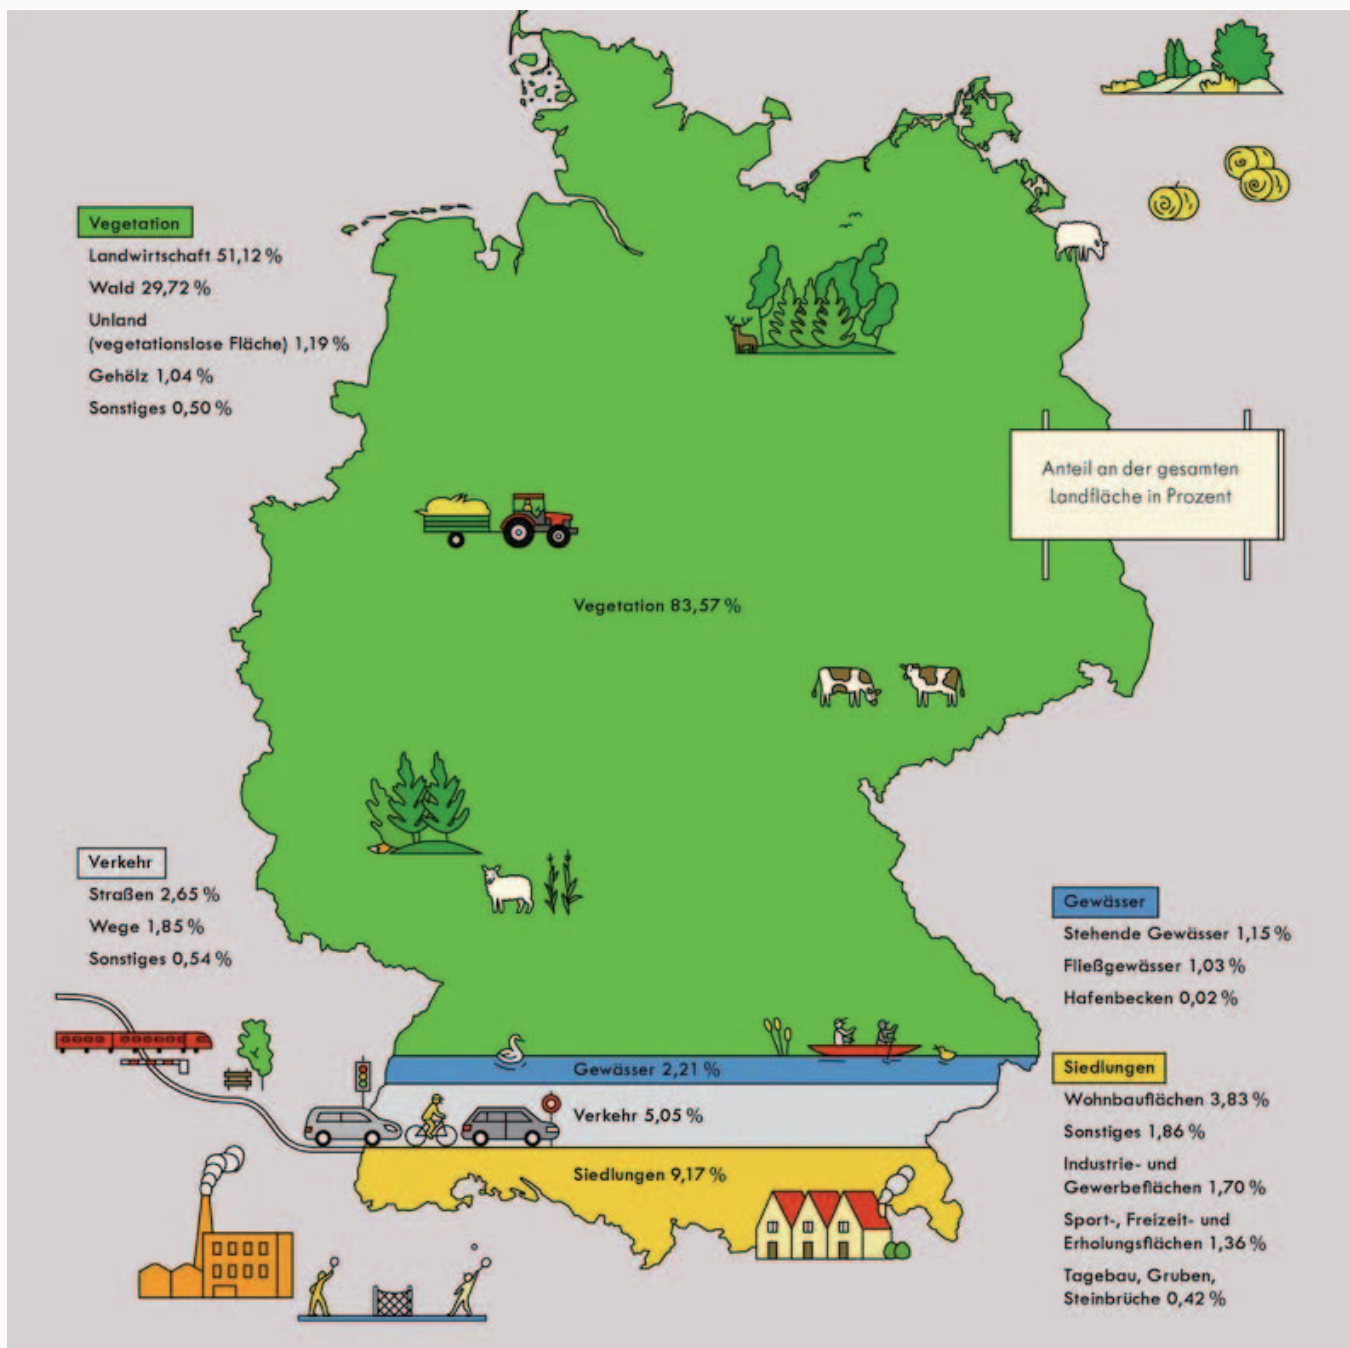 Vegetation
Landwirtschaft 51,12 %
Wald 29,72 %
Unland
(vegetationslose Fläche) 1,19 %
Gehölz 1,04 %
Sonstiges 0,50 %
Anteil an der gesamten
Landfläche in Prozent
Vegetation 83,57 %
Verkehr
Straßen 2,65 %
Wege 1,85 %
Sonstiges 0,54 %
Gewässer 2,21 %
Verkehr 5,05 %
Siedlungen 9,17 %
Gewässer
Stehende Gewässer 1,15 %
Fließgewässer 1,03 %
Hafenbecken 0,02 %
Siedlungen
Wohnbauflächen 3,83 %
Sonstiges 1,86 %
Industrie- und
Gewerbeflächen 1,70 %
Sport-, Freizeit- und
Erholungsflächen 1,36 %
Tagebau, Gruben,
Steinbrüche 0,42 %